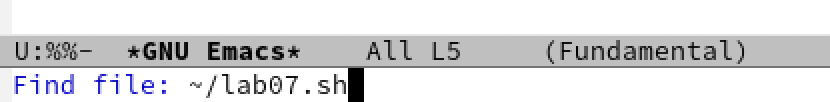 U:%%-  *GNU Emacs*    All L5     (Fundamental)
Find file: ~/lab07.sh